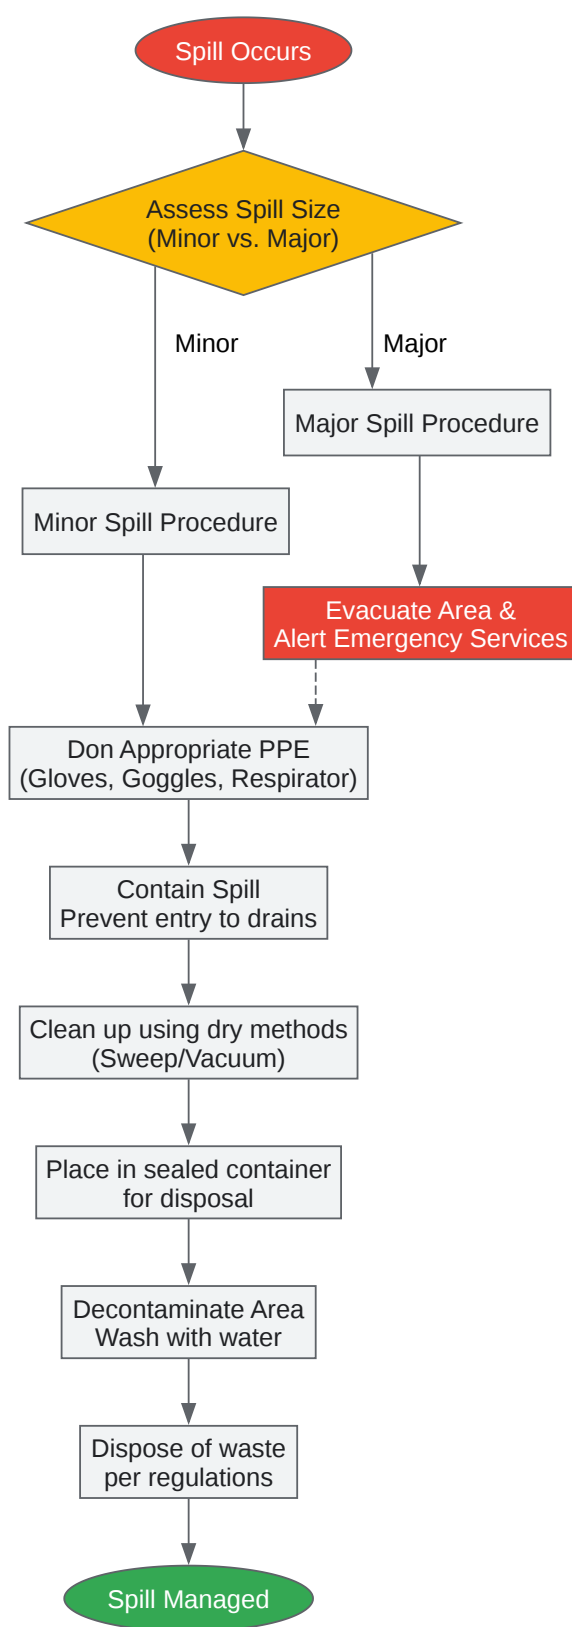 Spill Occurs
Assess Spill Size
(Minor vs. Major)
Minor
Major
Major Spill Procedure
Minor Spill Procedure
Evacuate Area &
Alert Emergency Services
Don Appropriate PPE
(Gloves, Goggles, Respirator)
Contain Spill
Prevent entry to drains
Clean up using dry methods
(Sweep/Vacuum)
Place in sealed container
for disposal
Decontaminate Area
Wash with water
Dispose of waste
per regulations
Spill Managed